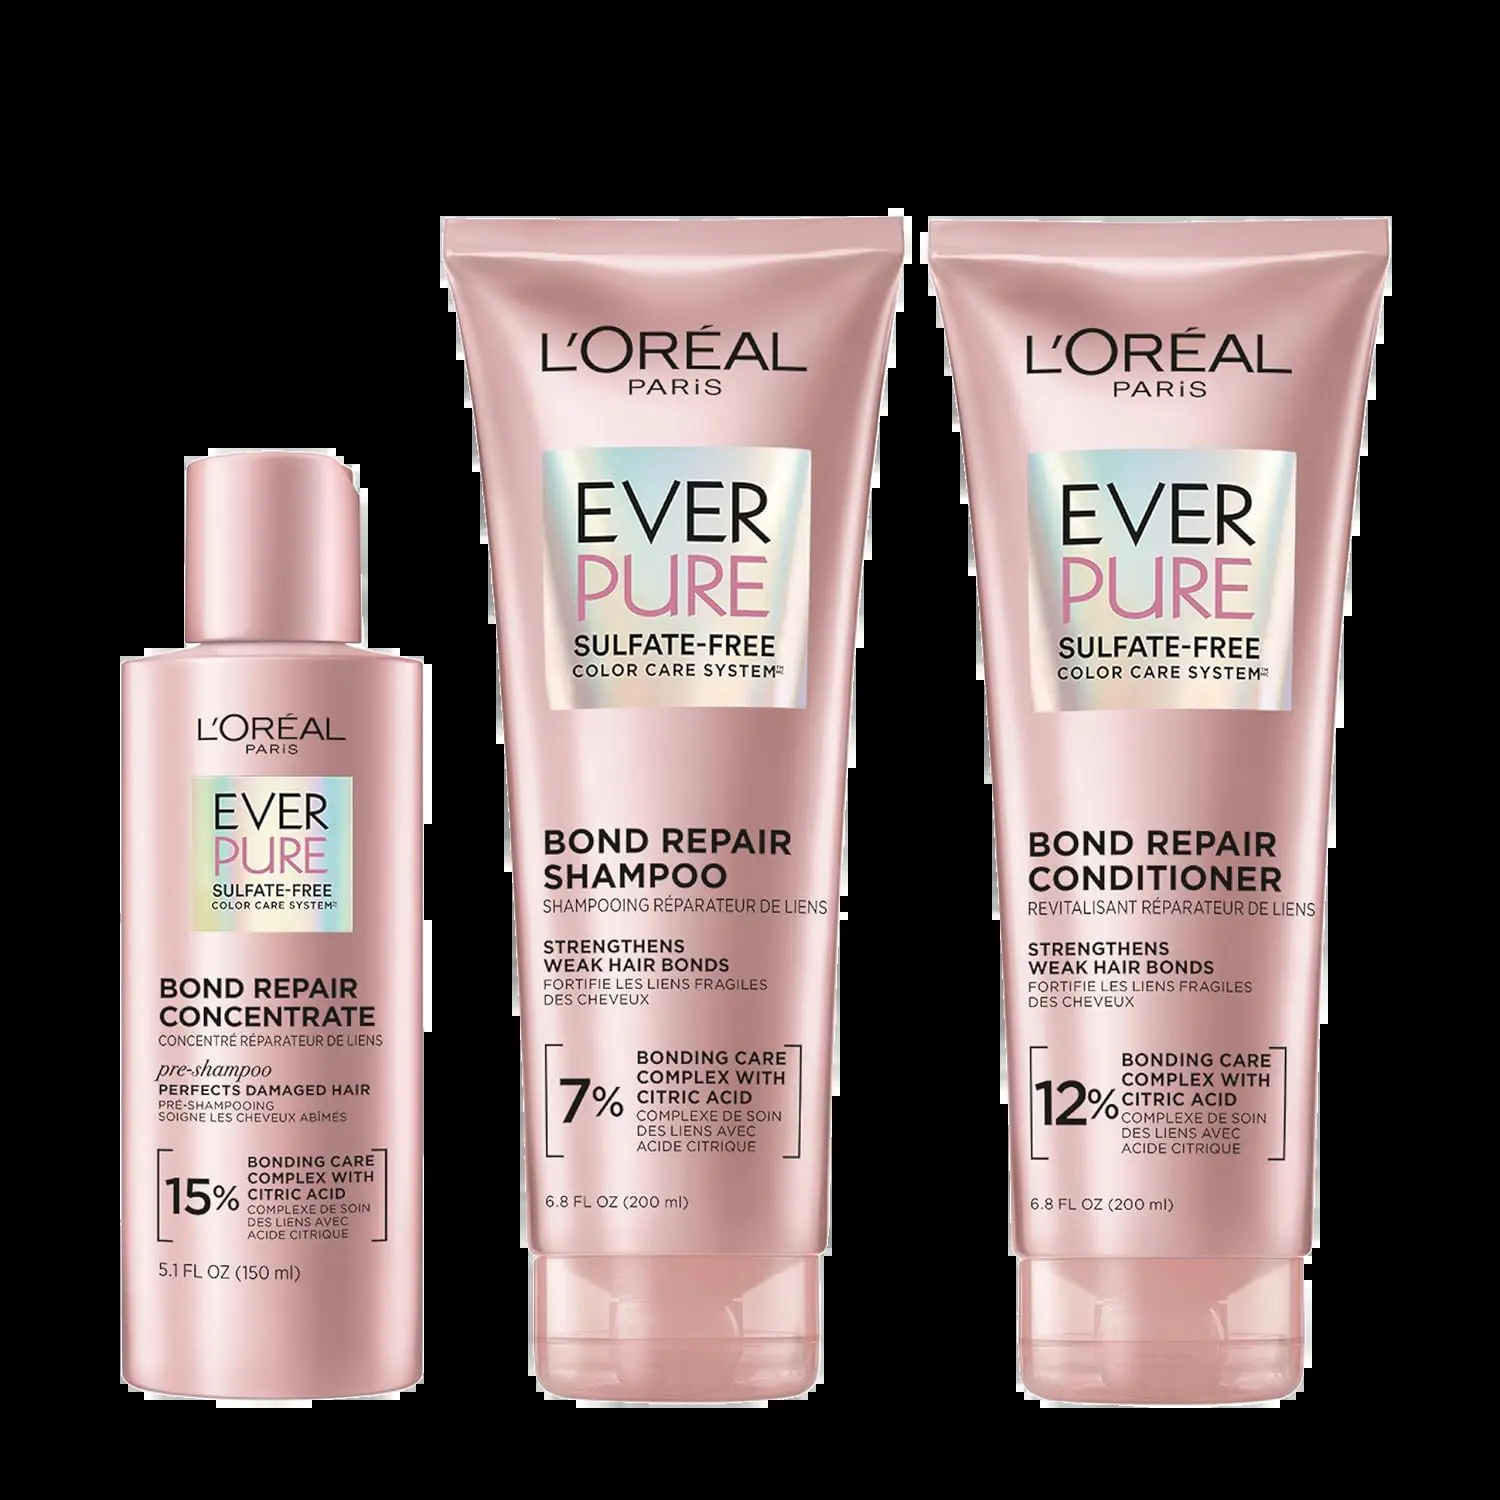 L'ORÉAL
PARiS
EVER
PURE
SULFATE-FREE
COLOR CARE SYSTEM
BOND REPAIR
CONCENTRATE
CONCENTRÉ RÉPARATEUR DE LIENS
pre-shampoo
PERFECTS DAMAGED HAIR
PRÉ-SHAMPOOING
SOIGNE LES CHEVEUX ABÎMÉS
15%
BONDING CARE
COMPLEX WITH
CITRIC ACID
COMPLEXE DE SOIN
DES LIENS AVEC
ACIDE CITRIQUE
5.1 FL OZ (150 ml)
L'ORÉAL
PARiS
EVER
PURE
SULFATE-FREE
COLOR CARE SYSTEM TM MC
BOND REPAIR
SHAMPOO
SHAMPOOING RÉPARATEUR DE LIENS
STRENGTHENS
WEAK HAIR BONDS
FORTIFIE LES LIENS FRAGILES
DES CHEVEUX
7%
BONDING CARE
COMPLEX WITH
CITRIC ACID
COMPLEXE DE SOIN
DES LIENS AVEC
ACIDE CITRIQUE
6.8 FL OZ (200 ml)
L'ORÉAL
PARiS
EVER
PURE
SULFATE-FREE
COLOR CARE SYSTEM TM MC
BOND REPAIR
CONDITIONER
REVITALISANT RÉPARATEUR DE LIENS
STRENGTHENS
WEAK HAIR BONDS
FORTIFIE LES LIENS FRAGILES
DES CHEVEUX
12%
BONDING CARE
COMPLEX WITH
CITRIC ACID
COMPLEXE DE SOIN
DES LIENS AVEC
ACIDE CITRIQUE
6.8 FL OZ (200 ml)